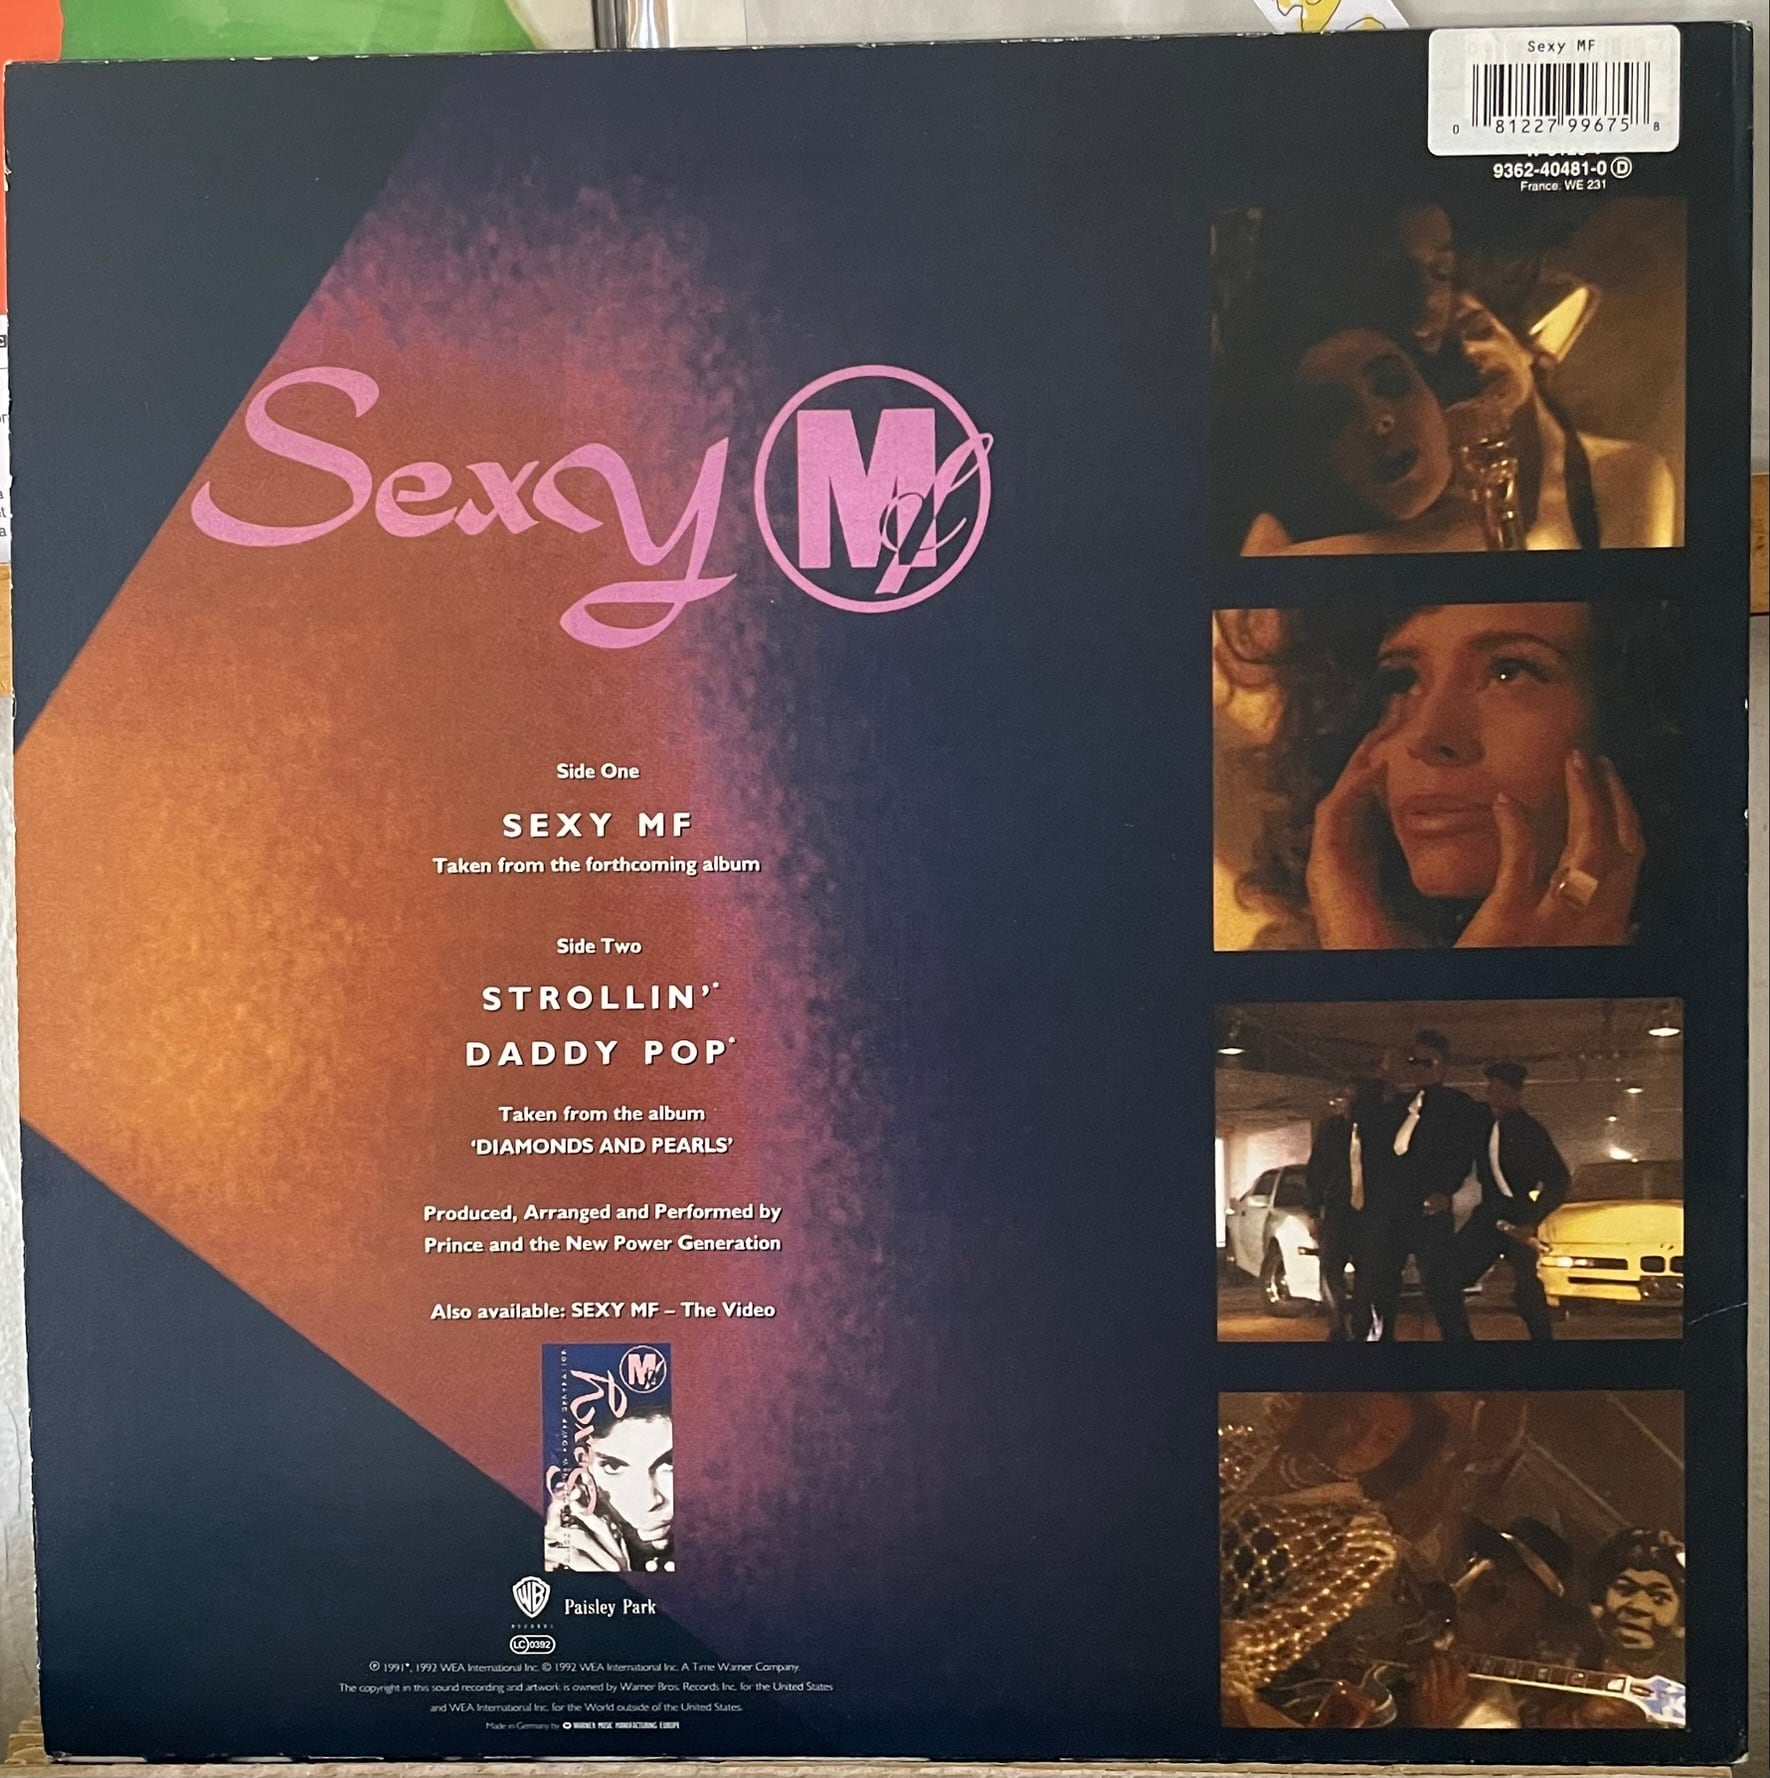 Sexy MF
0 81227 99675 8
9362-40481-0 D
France: WE 231
Sexy MF
Side One
SEXY MF
Taken from the forthcoming album
Side Two
STROLLIN'*
DADDY POP*
Taken from the album
'DIAMONDS AND PEARLS'
Produced, Arranged and Performed by
Prince and the New Power Generation
Also available: SEXY MF – The Video
Sexy MF
WB
RECORDS
Paisley Park
LC 0392
℗ 1991*, 1992 WEA International Inc. © 1992 WEA International Inc. A Time Warner Company.
The copyright in this sound recording and artwork is owned by Warner Bros. Records Inc. for the United States
and WEA International Inc. for the World outside of the United States.
Made in Germany by WARNER MUSIC MANUFACTURING EUROPE